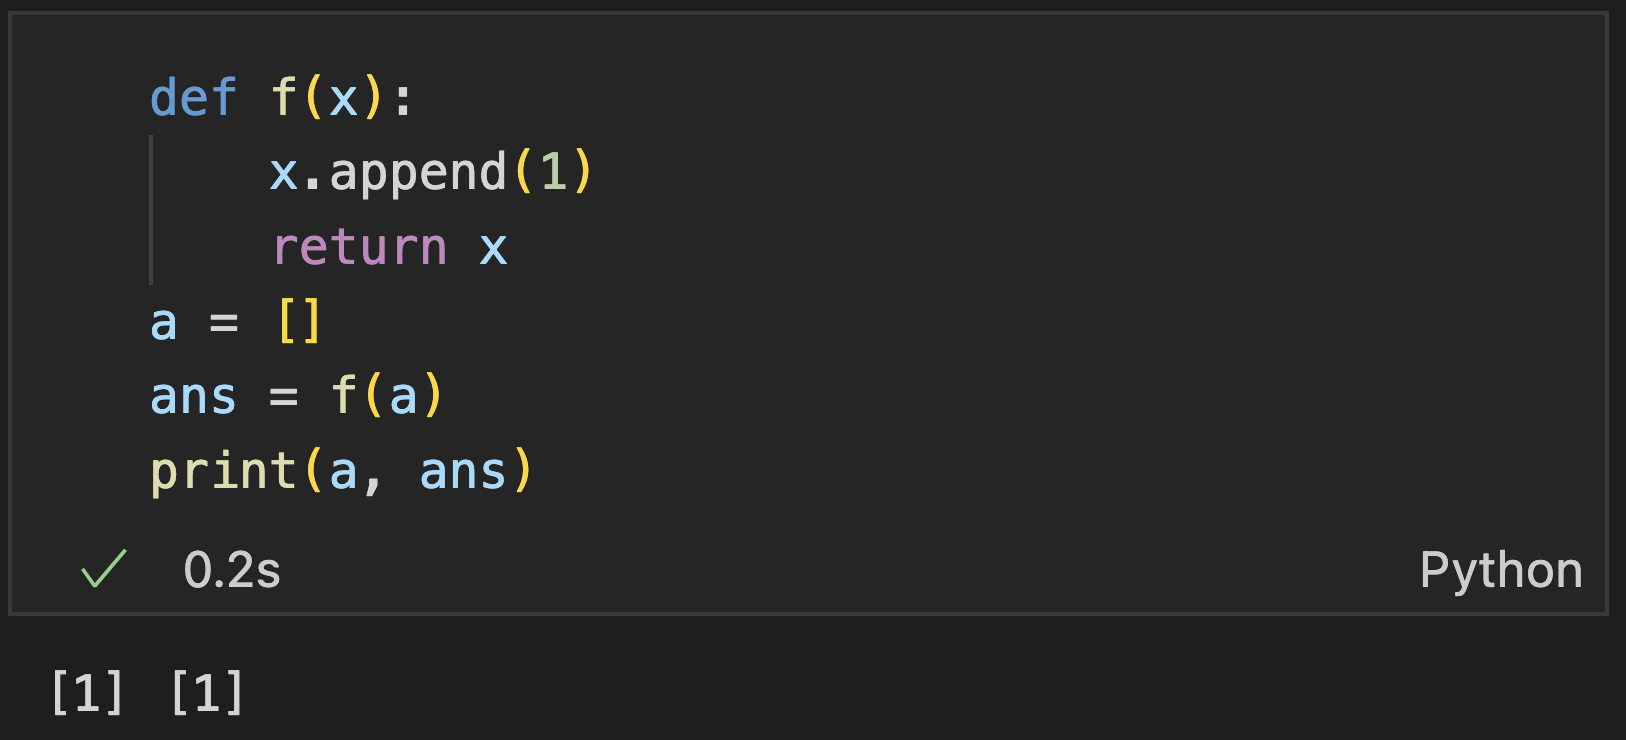 def f(x):
    x.append(1)
    return x
a = []
ans = f(a)
print(a, ans)
0.2s
Python
[1] [1]